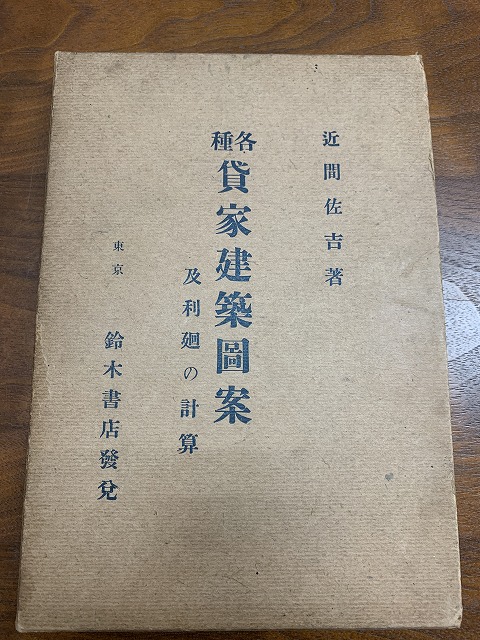 近間佐吉著
各種貸家建築圖案
及利廻の計算
東京 鈴木書店發兌